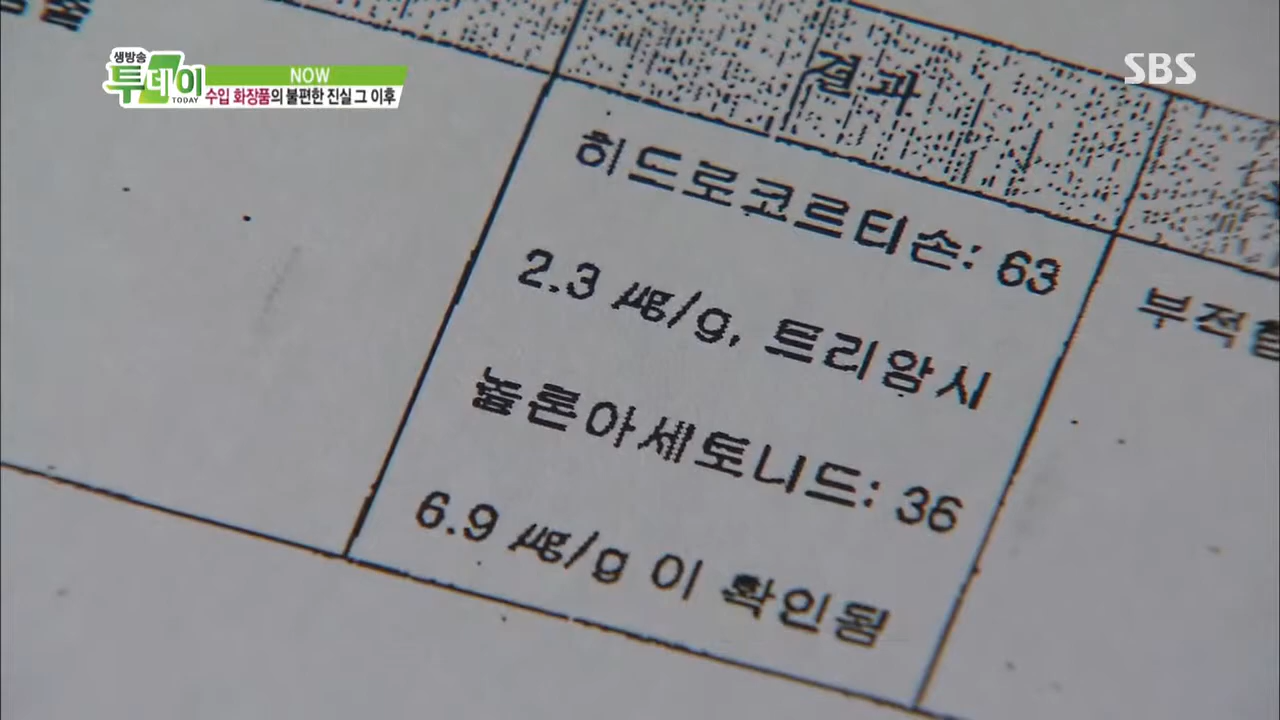 생방송
투데이
TODAY
NOW
수입 화장품의 불편한 진실 그 이후
SBS
결과
히드로코르티손: 63
2.3 ㎍/g, 트리암시
놀론아세토니드: 36
6.9 ㎍/g 이 확인됨